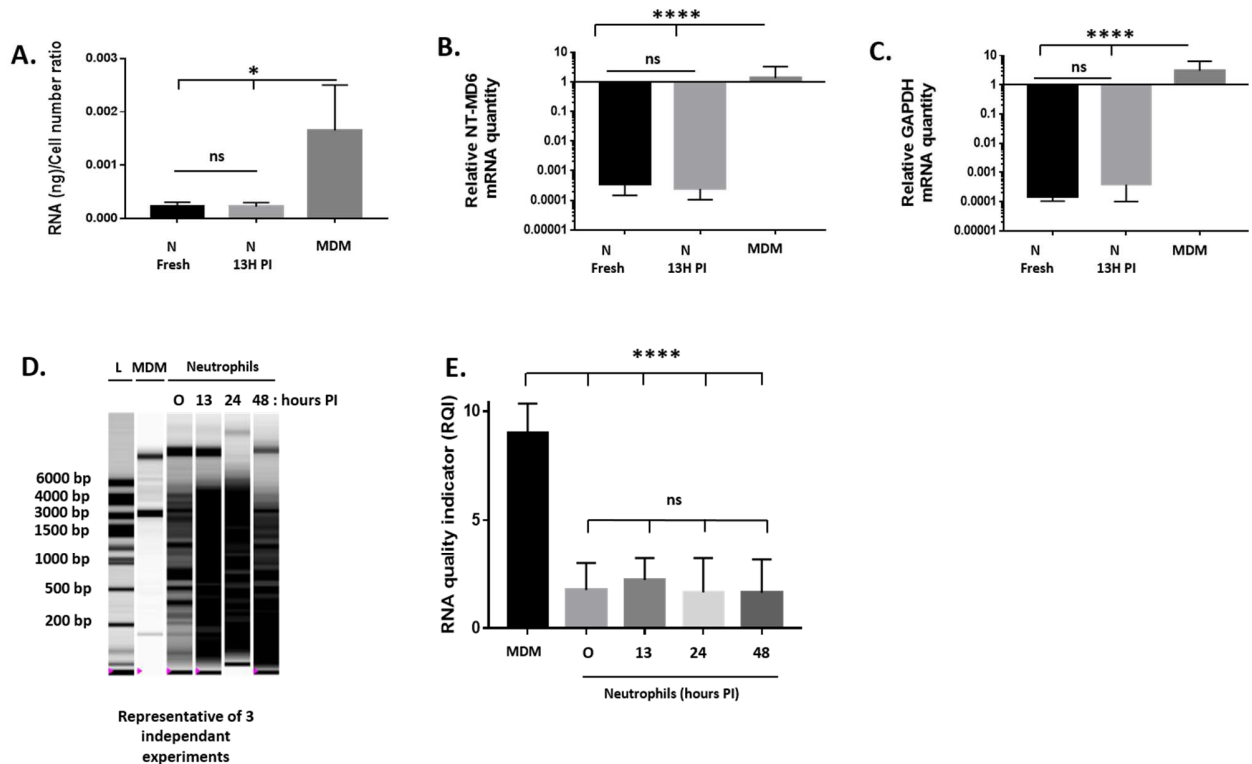 A.
RNA (ng)/Cell number ratio
0.003
0.002
0.001
0.000
*
ns
N
Fresh
N
13H PI
MDM
B.
Relative NT-MD6
mRNA quantity
10
1
0.1
0.01
0.001
0.0001
0.00001
****
ns
N
Fresh
N
13H PI
MDM
C.
Relative GAPDH
mRNA quantity
10
1
0.1
0.01
0.001
0.0001
0.00001
****
ns
N
Fresh
N
13H PI
MDM
D.
L MDM Neutrophils
O 13 24 48 : hours PI
6000 bp
4000 bp
3000 bp
1500 bp
1000 bp
500 bp
200 bp
Representative of 3
independant
experiments
E.
RNA quality indicator (RQI)
10
5
0
****
ns
MDM O 13 24 48
Neutrophils (hours PI)